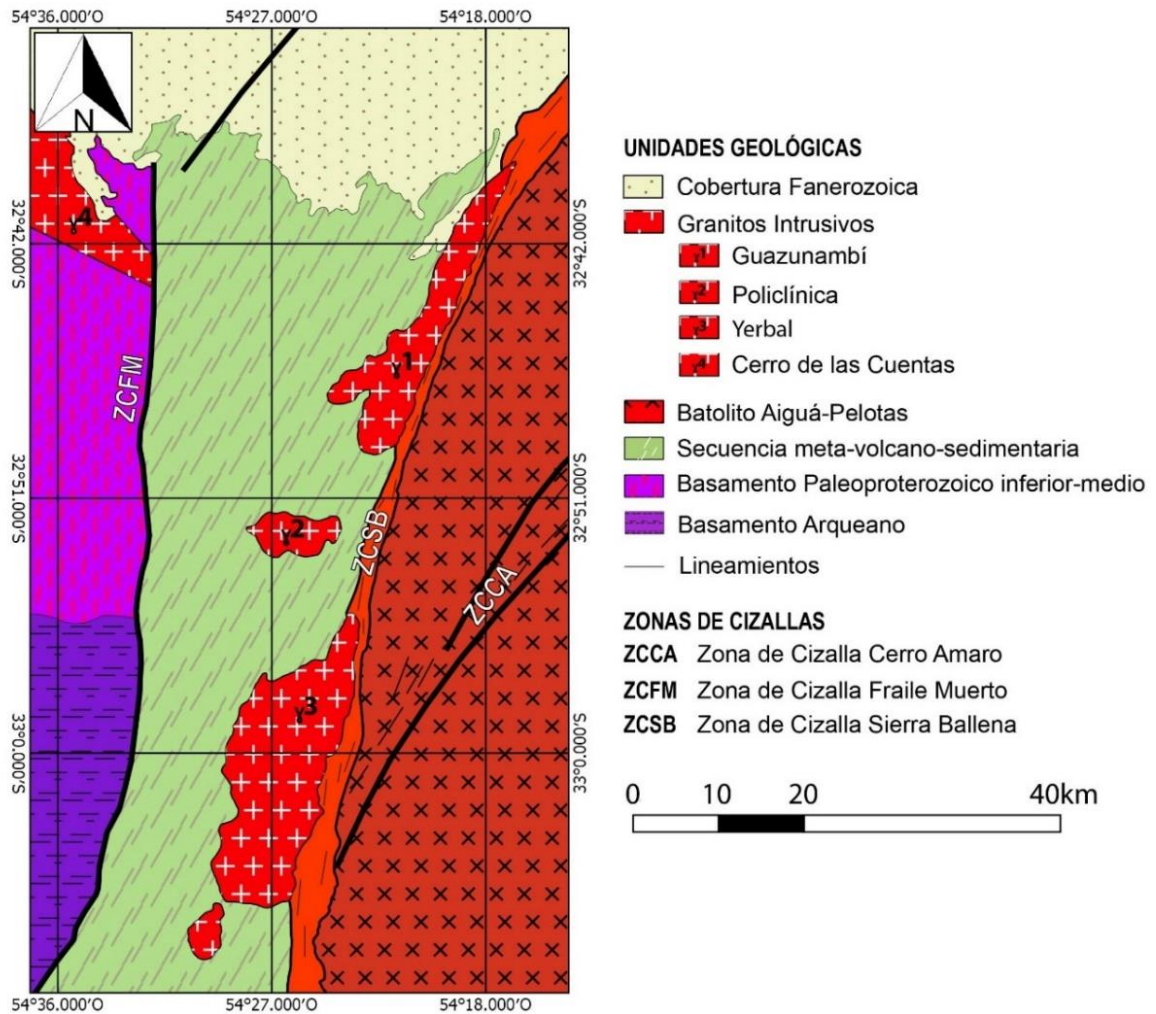 54°36.000'O 54°27.000'O 54°18.000'O
N
γ4
32°42.000'S
32°42.000'S
ZCFM
γ1
32°51.000'S
32°51.000'S
γ2
ZCSB
ZCCA
γ3
33°0.000'S
33°0.000'S
54°36.000'O 54°27.000'O 54°18.000'O
UNIDADES GEOLÓGICAS
Cobertura Fanerozoica
Granitos Intrusivos
γ1 Guazunambí
γ2 Policlínica
γ3 Yerbal
γ4 Cerro de las Cuentas
Batolito Aiguá-Pelotas
Secuencia meta-volcano-sedimentaria
Basamento Paleoproterozoico inferior-medio
Basamento Arqueano
Lineamientos
ZONAS DE CIZALLAS
ZCCA Zona de Cizalla Cerro Amaro
ZCFM Zona de Cizalla Fraile Muerto
ZCSB Zona de Cizalla Sierra Ballena
0 10 20 40km